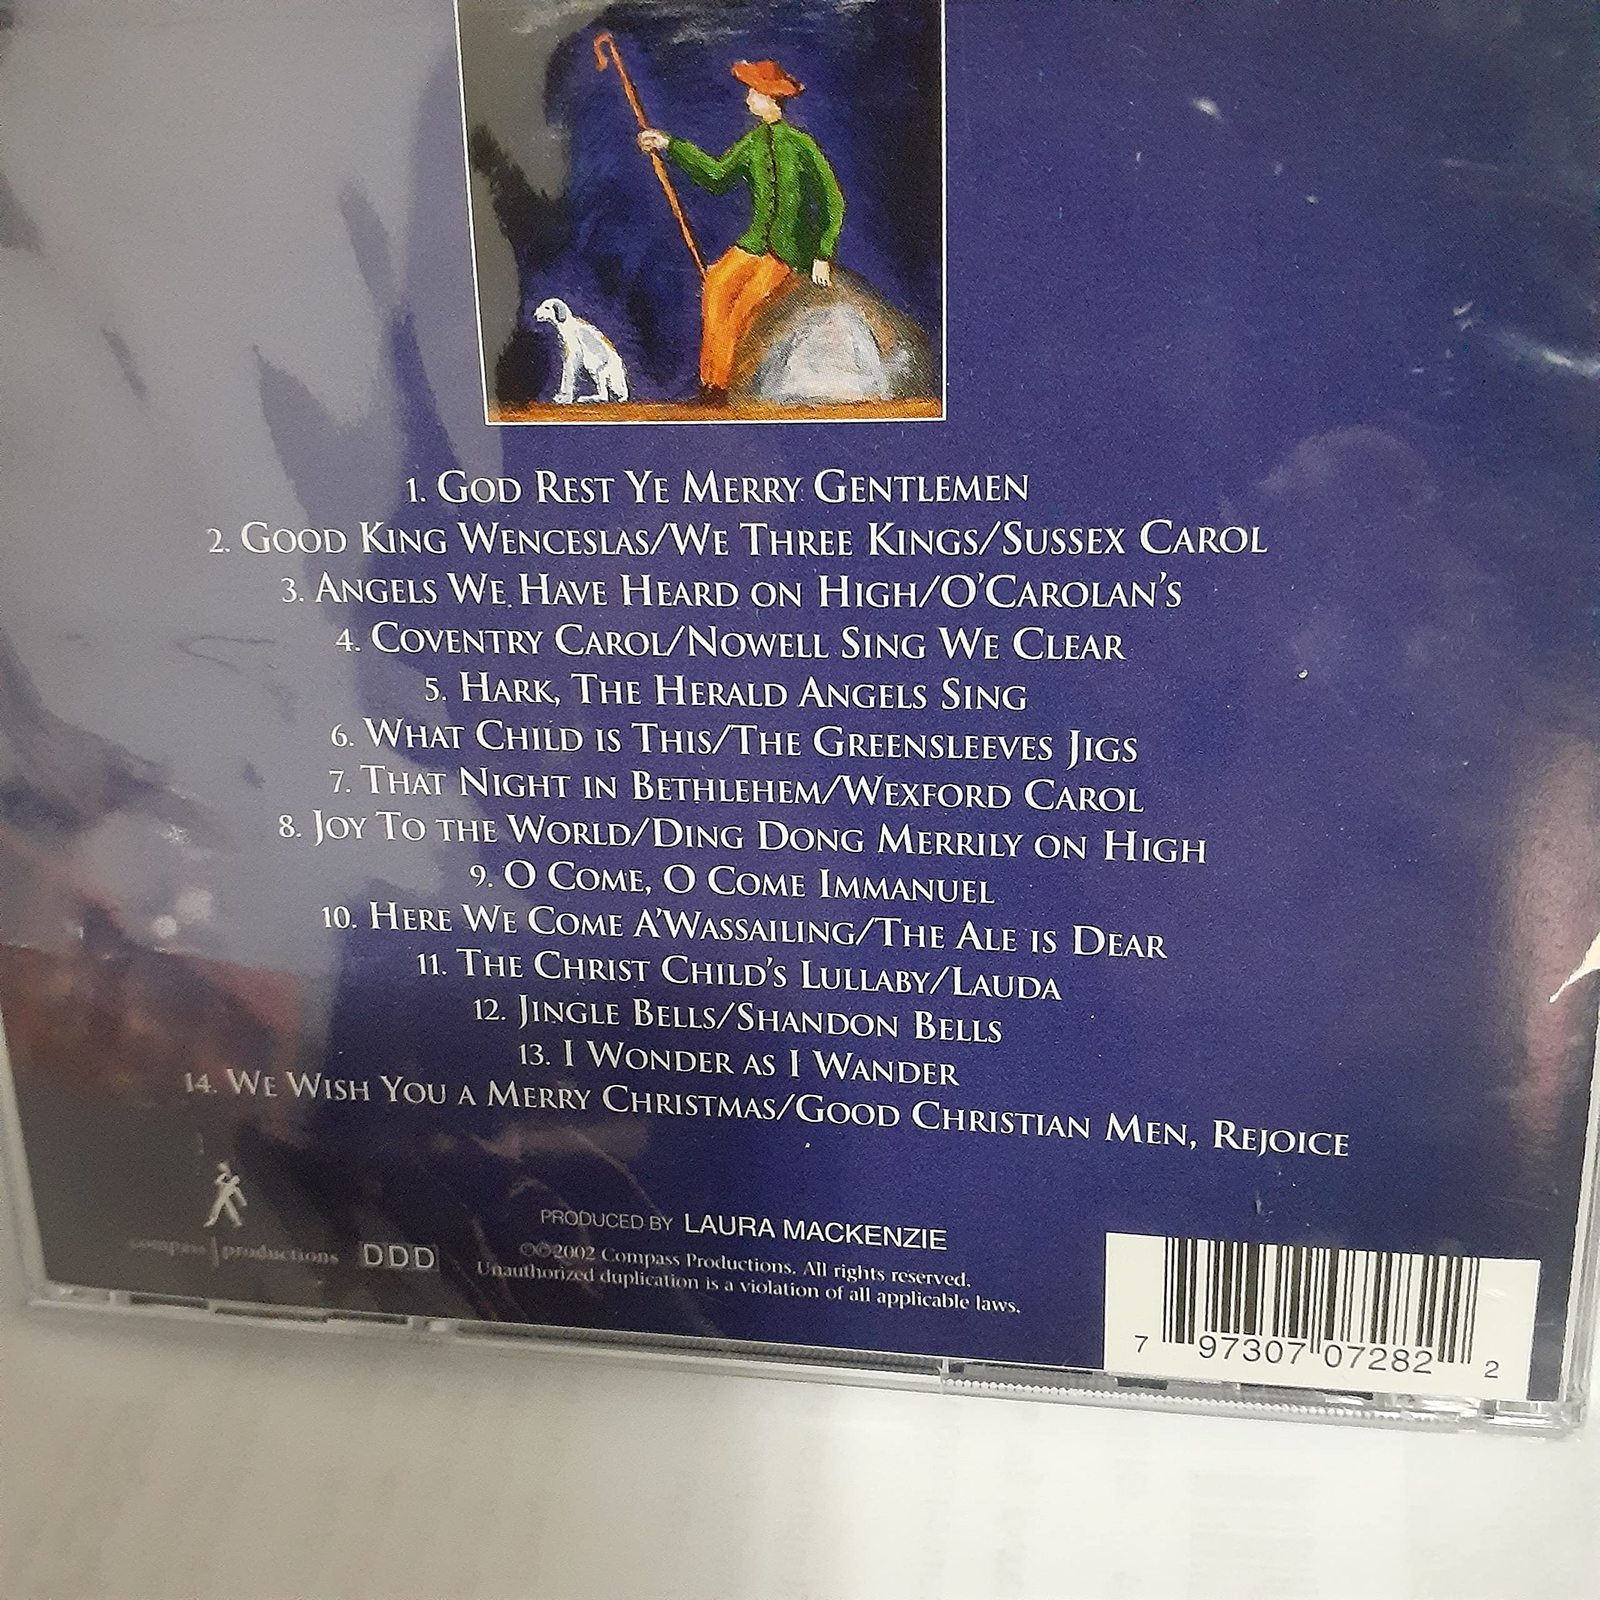 1. God Rest Ye Merry Gentlemen
2. Good King Wenceslas/We Three Kings/Sussex Carol
3. Angels We Have Heard on High/O'Carolan's
4. Coventry Carol/Nowell Sing We Clear
5. Hark, The Herald Angels Sing
6. What Child is This/The Greensleeves Jigs
7. That Night in Bethlehem/Wexford Carol
8. Joy To the World/Ding Dong Merrily on High
9. O Come, O Come Immanuel
10. Here We Come A'Wassailing/The Ale is Dear
11. The Christ Child's Lullaby/Lauda
12. Jingle Bells/Shandon Bells
13. I Wonder as I Wander
14. We Wish You a Merry Christmas/Good Christian Men, Rejoice
PRODUCED BY LAURA MACKENZIE
compass | productions DDD
℗©2002 Compass Productions. All rights reserved.
Unauthorized duplication is a violation of all applicable laws.
7 97307 07282 2